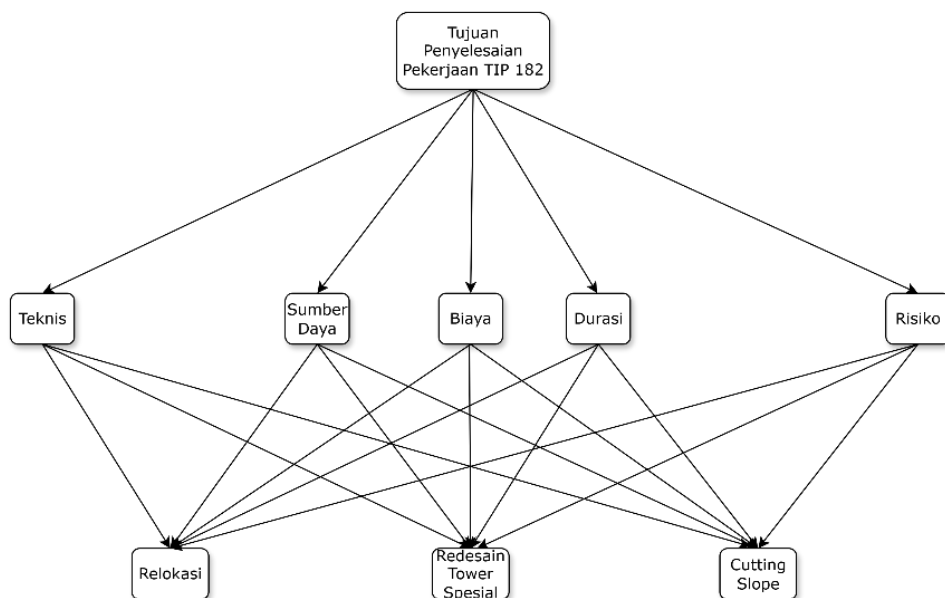 Tujuan
Penyelesaian
Pekerjaan TIP 182
Teknis
Sumber
Daya
Biaya
Durasi
Risiko
Relokasi
Redesain
Tower
Spesial
Cutting
Slope